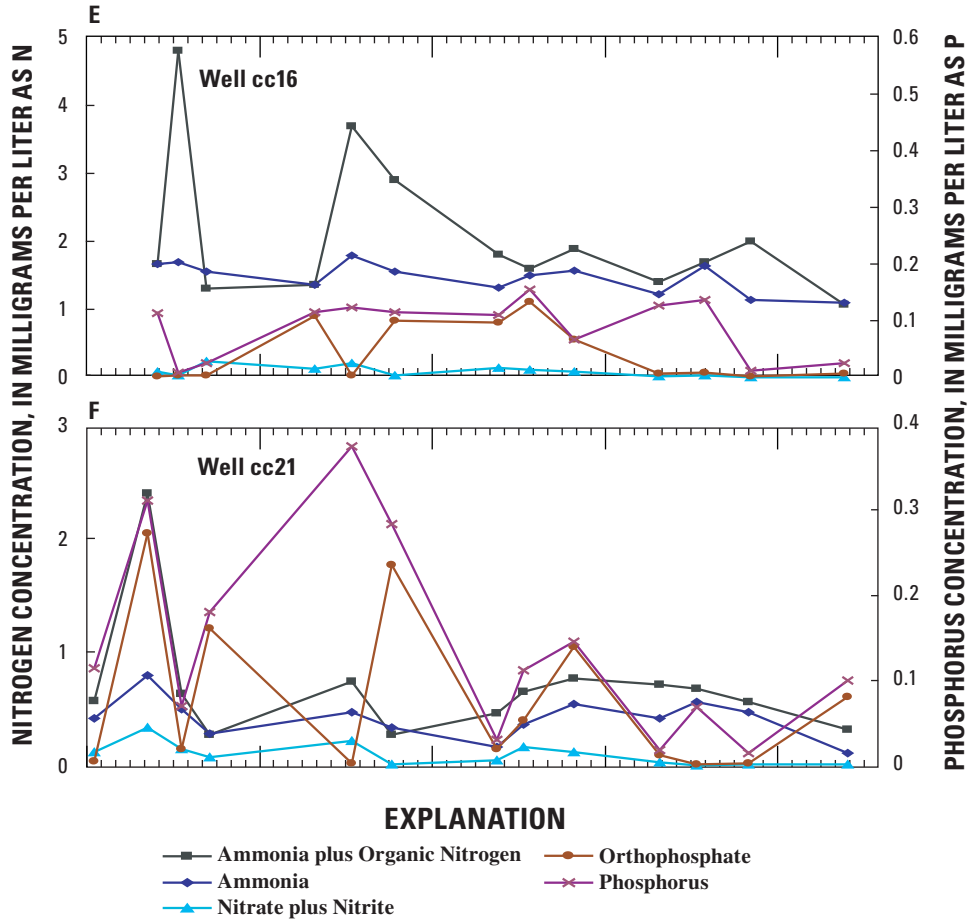 E
NITROGEN CONCENTRATION, IN MILLIGRAMS PER LITER AS N
PHOSPHORUS CONCENTRATION, IN MILLIGRAMS PER LITER AS P
Well cc16
5
4
3
2
1
0
0.6
0.5
0.4
0.3
0.2
0.1
0
F
Well cc21
3
2
1
0
0.4
0.3
0.2
0.1
0
EXPLANATION
Ammonia plus Organic Nitrogen
Orthophosphate
Ammonia
Phosphorus
Nitrate plus Nitrite